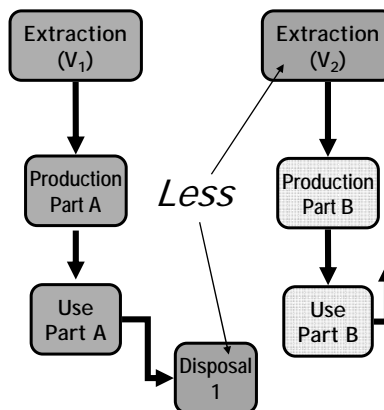 Extraction
(V₁)
Production
Part A
Use
Part A
Disposal
1
Less
Extraction
(V₂)
Production
Part B
Use
Part B